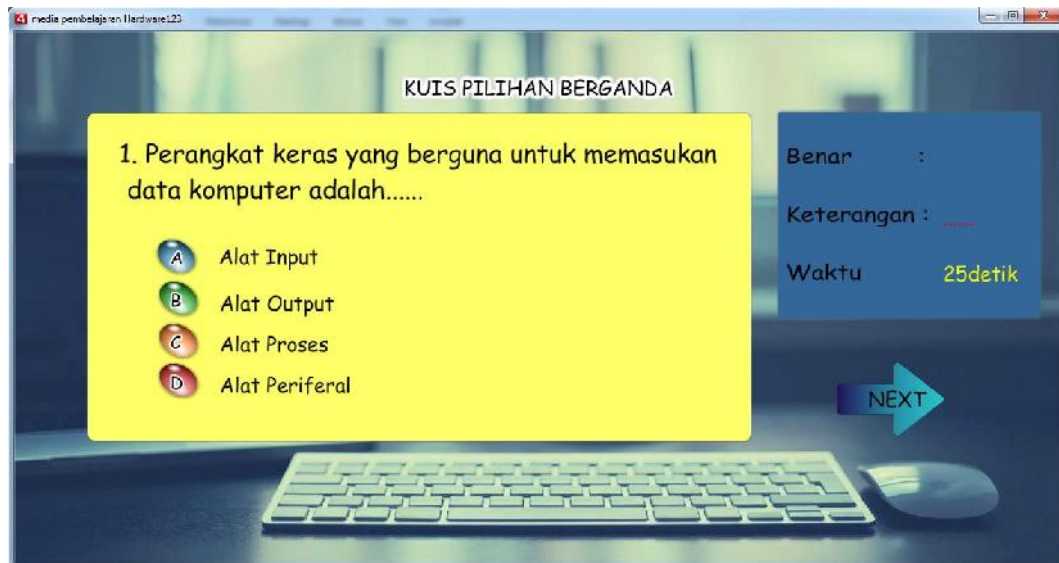 media pembelajaran Hardware123
KUIS PILIHAN BERGANDA
1. Perangkat keras yang berguna untuk memasukan
data komputer adalah......
A Alat Input
B Alat Output
C Alat Proses
D Alat Periferal
Benar :
Keterangan : ......
Waktu 25detik
NEXT